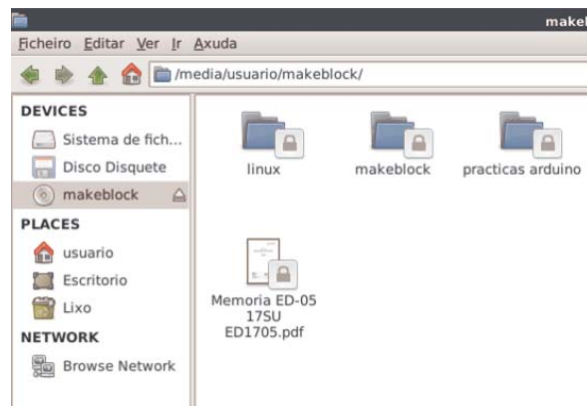 makeb
Ficheiro Editar Ver Ir Axuda
/media/usuario/makeblock/
DEVICES
Sistema de fich...
Disco Disquete
makeblock
PLACES
usuario
Escritorio
Lixo
NETWORK
Browse Network
linux
makeblock
practicas arduino
Memoria ED-05
17SU
ED1705.pdf